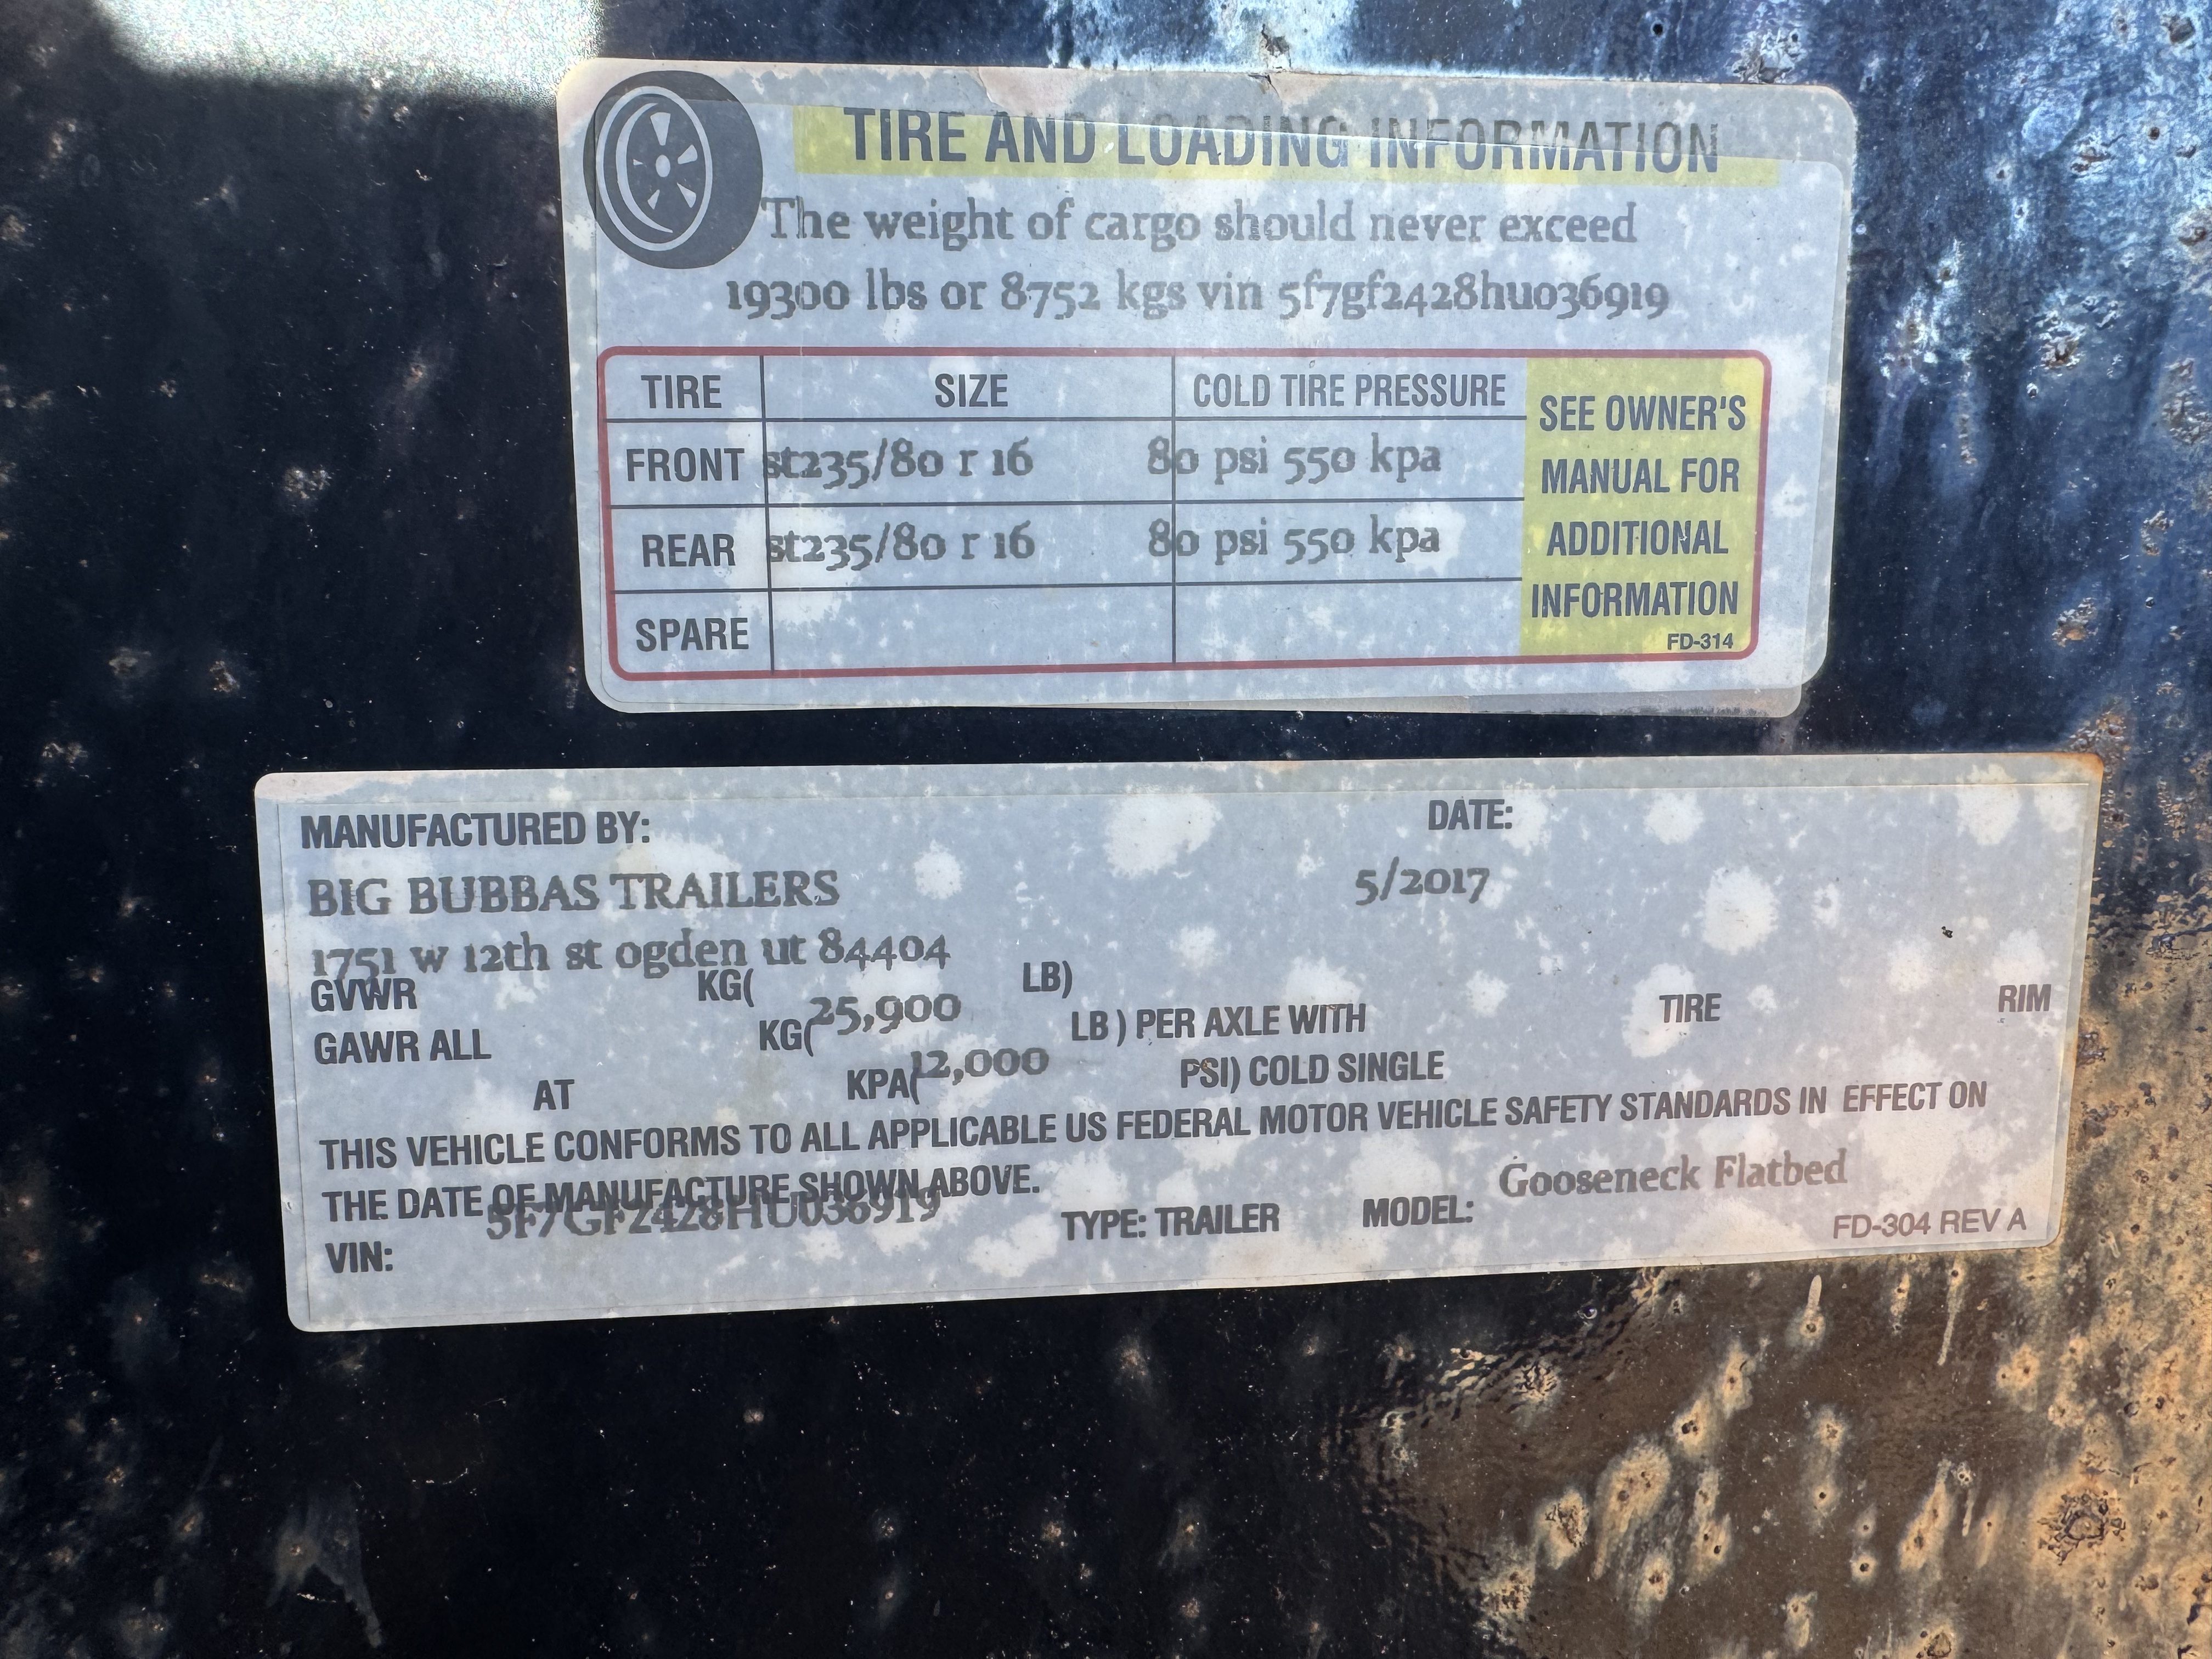 TIRE AND LOADING INFORMATION
The weight of cargo should never exceed
19300 lbs or 8752 kgs vin 5f7gf2428hu036919
TIRE SIZE COLD TIRE PRESSURE
FRONT st235/80 r 16 80 psi 550 kpa
REAR st235/80 r 16 80 psi 550 kpa
SPARE
SEE OWNER'S
MANUAL FOR
ADDITIONAL
INFORMATION
FD-314
MANUFACTURED BY: DATE:
BIG BUBBAS TRAILERS 5/2017
1751 W 12th st ogden ut 84404
GVWR KG( 25,900 LB)
GAWR ALL KG( 12,000 LB) PER AXLE WITH TIRE RIM
AT KPA( PSI) COLD SINGLE
THIS VEHICLE CONFORMS TO ALL APPLICABLE US FEDERAL MOTOR VEHICLE SAFETY STANDARDS IN EFFECT ON
THE DATE OF MANUFACTURE SHOWN ABOVE.
VIN: 5F7GF2428HU036919 TYPE: TRAILER MODEL: Gooseneck Flatbed
FD-304 REV A